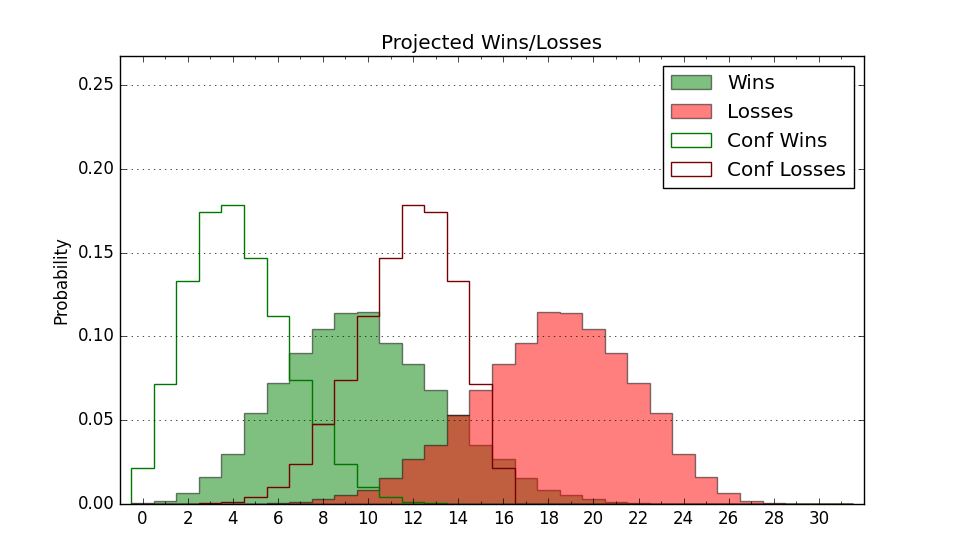 Projected Wins/Losses
Wins
Losses
Conf Wins
Conf Losses
Probability
0.25
0.20
0.15
0.10
0.05
0.00
0 2 4 6 8 10 12 14 16 18 20 22 24 26 28 30